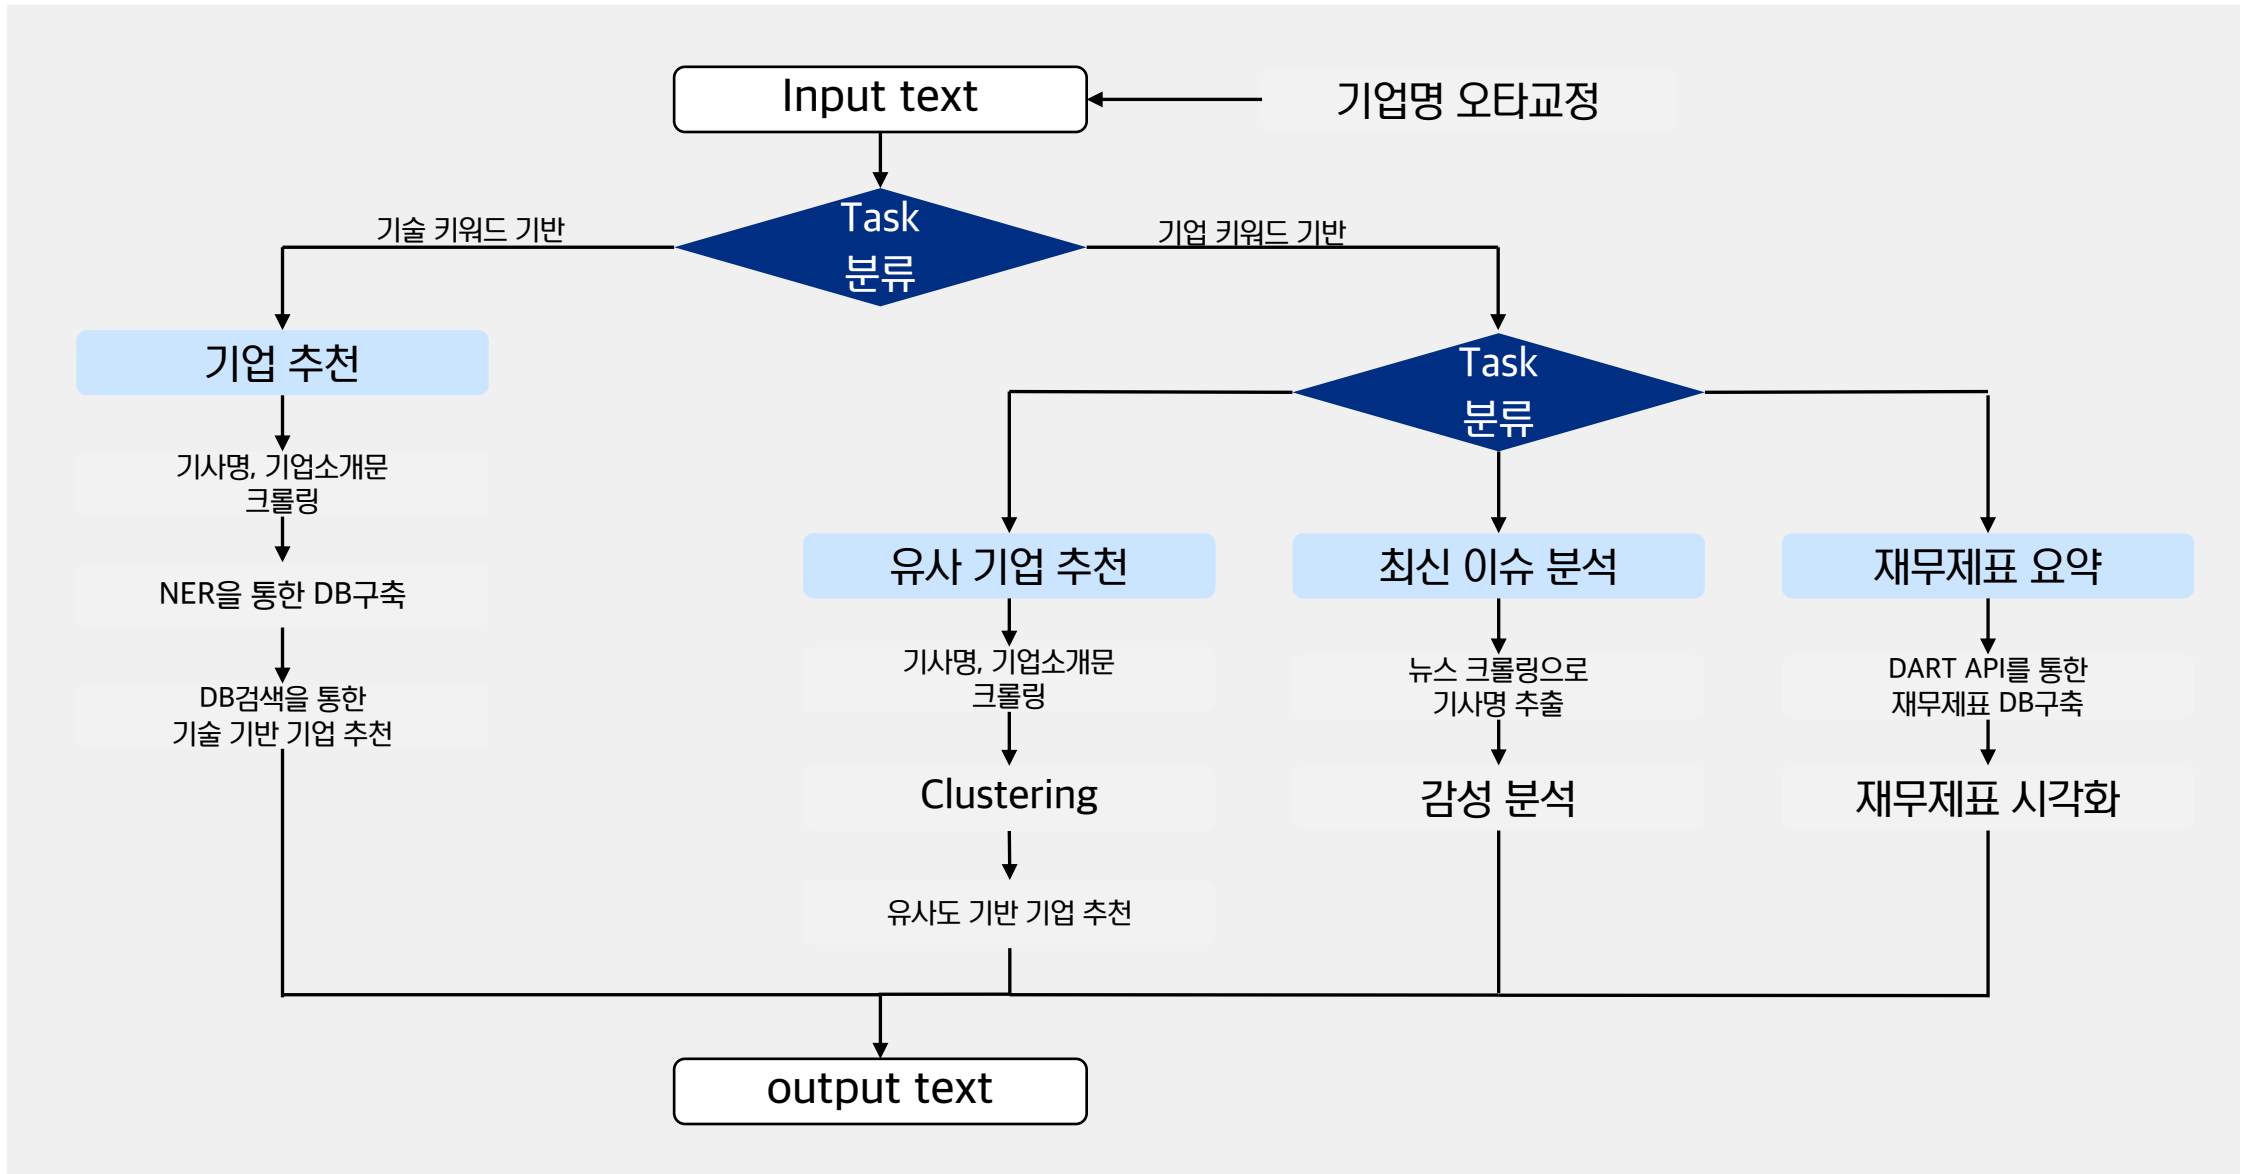 Input text
기업명 오타교정
Task
분류
기술 키워드 기반
기업 키워드 기반
기업 추천
Task
분류
기사명, 기업소개문
크롤링
NER을 통한 DB구축
DB검색을 통한
기술 기반 기업 추천
유사 기업 추천
최신 이슈 분석
재무제표 요약
기사명, 기업소개문
크롤링
뉴스 크롤링으로
기사명 추출
DART API를 통한
재무제표 DB구축
Clustering
감성 분석
재무제표 시각화
유사도 기반 기업 추천
output text